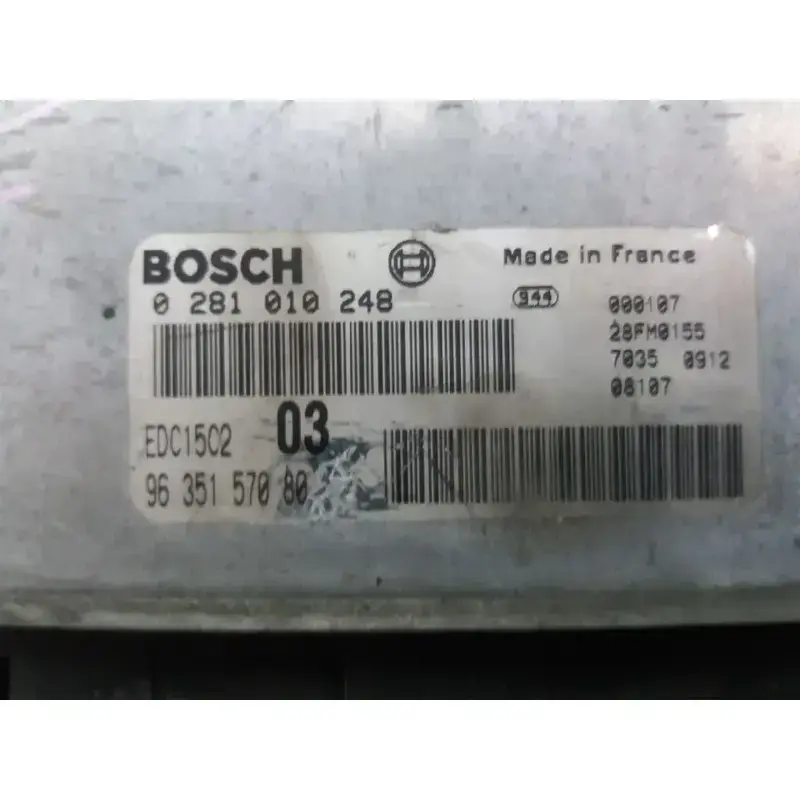 BOSCH
Made in France
0 281 010 248
944
000107
28FM0155
7035 0912
08107
EDC15C2 03
96 351 570 80